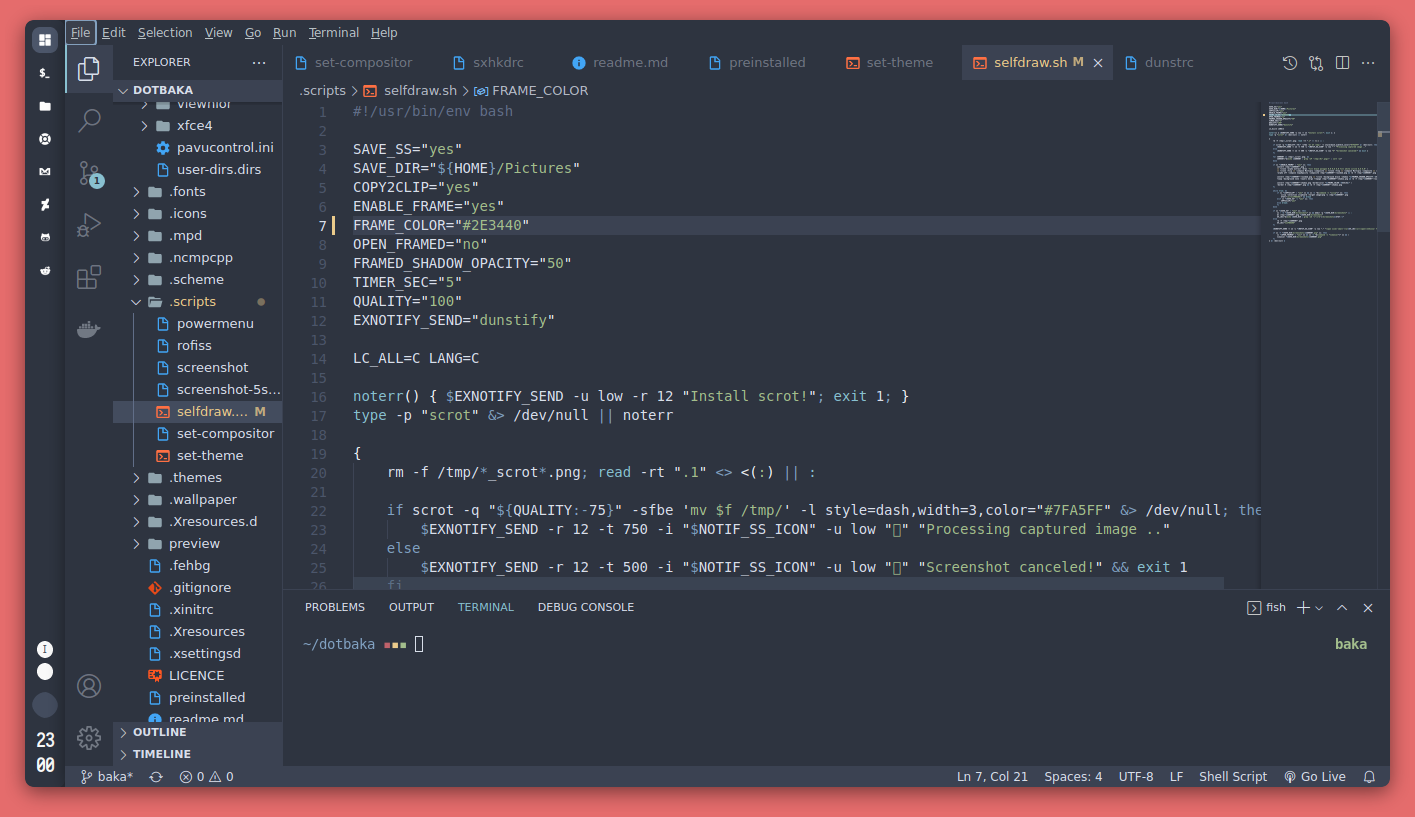 File Edit Selection View Go Run Terminal Help
EXPLORER
DOTBAKA
viewnior
xfce4
pavucontrol.ini
user-dirs.dirs
.fonts
.icons
.mpd
.ncmpcpp
.scheme
.scripts
powermenu
rofiss
screenshot
screenshot-5s...
selfdraw.... M
set-compositor
set-theme
.themes
.wallpaper
.Xresources.d
preview
.fehbg
.gitignore
.xinitrc
.Xresources
.xsettingsd
LICENCE
preinstalled
readme.md
OUTLINE
TIMELINE
1
$_
I
23
00
set-compositor sxhkdrc readme.md preinstalled set-theme selfdraw.sh M dunstrc
.scripts > selfdraw.sh > FRAME_COLOR
1 #!/usr/bin/env bash
2
3 SAVE_SS="yes"
4 SAVE_DIR="${HOME}/Pictures"
5 COPY2CLIP="yes"
6 ENABLE_FRAME="yes"
7 FRAME_COLOR="#2E3440"
8 OPEN_FRAMED="no"
9 FRAMED_SHADOW_OPACITY="50"
10 TIMER_SEC="5"
11 QUALITY="100"
12 EXNOTIFY_SEND="dunstify"
13
14 LC_ALL=C LANG=C
15
16 noterr() { $EXNOTIFY_SEND -u low -r 12 "Install scrot!"; exit 1; }
17 type -p "scrot" &> /dev/null || noterr
18
19 {
20 rm -f /tmp/*_scrot*.png; read -rt ".1" <> <(:) || :
21
22 if scrot -q "${QUALITY:-75}" -sfbe 'mv $f /tmp/' -l style=dash,width=3,color="#7FA5FF" &> /dev/null; the
23 $EXNOTIFY_SEND -r 12 -t 750 -i "$NOTIF_SS_ICON" -u low "" "Processing captured image .."
24 else
25 $EXNOTIFY_SEND -r 12 -t 500 -i "$NOTIF_SS_ICON" -u low "" "Screenshot canceled!" && exit 1
26 fi
PROBLEMS OUTPUT TERMINAL DEBUG CONSOLE fish
~/dotbaka baka
baka* 0 0 Ln 7, Col 21 Spaces: 4 UTF-8 LF Shell Script Go Live